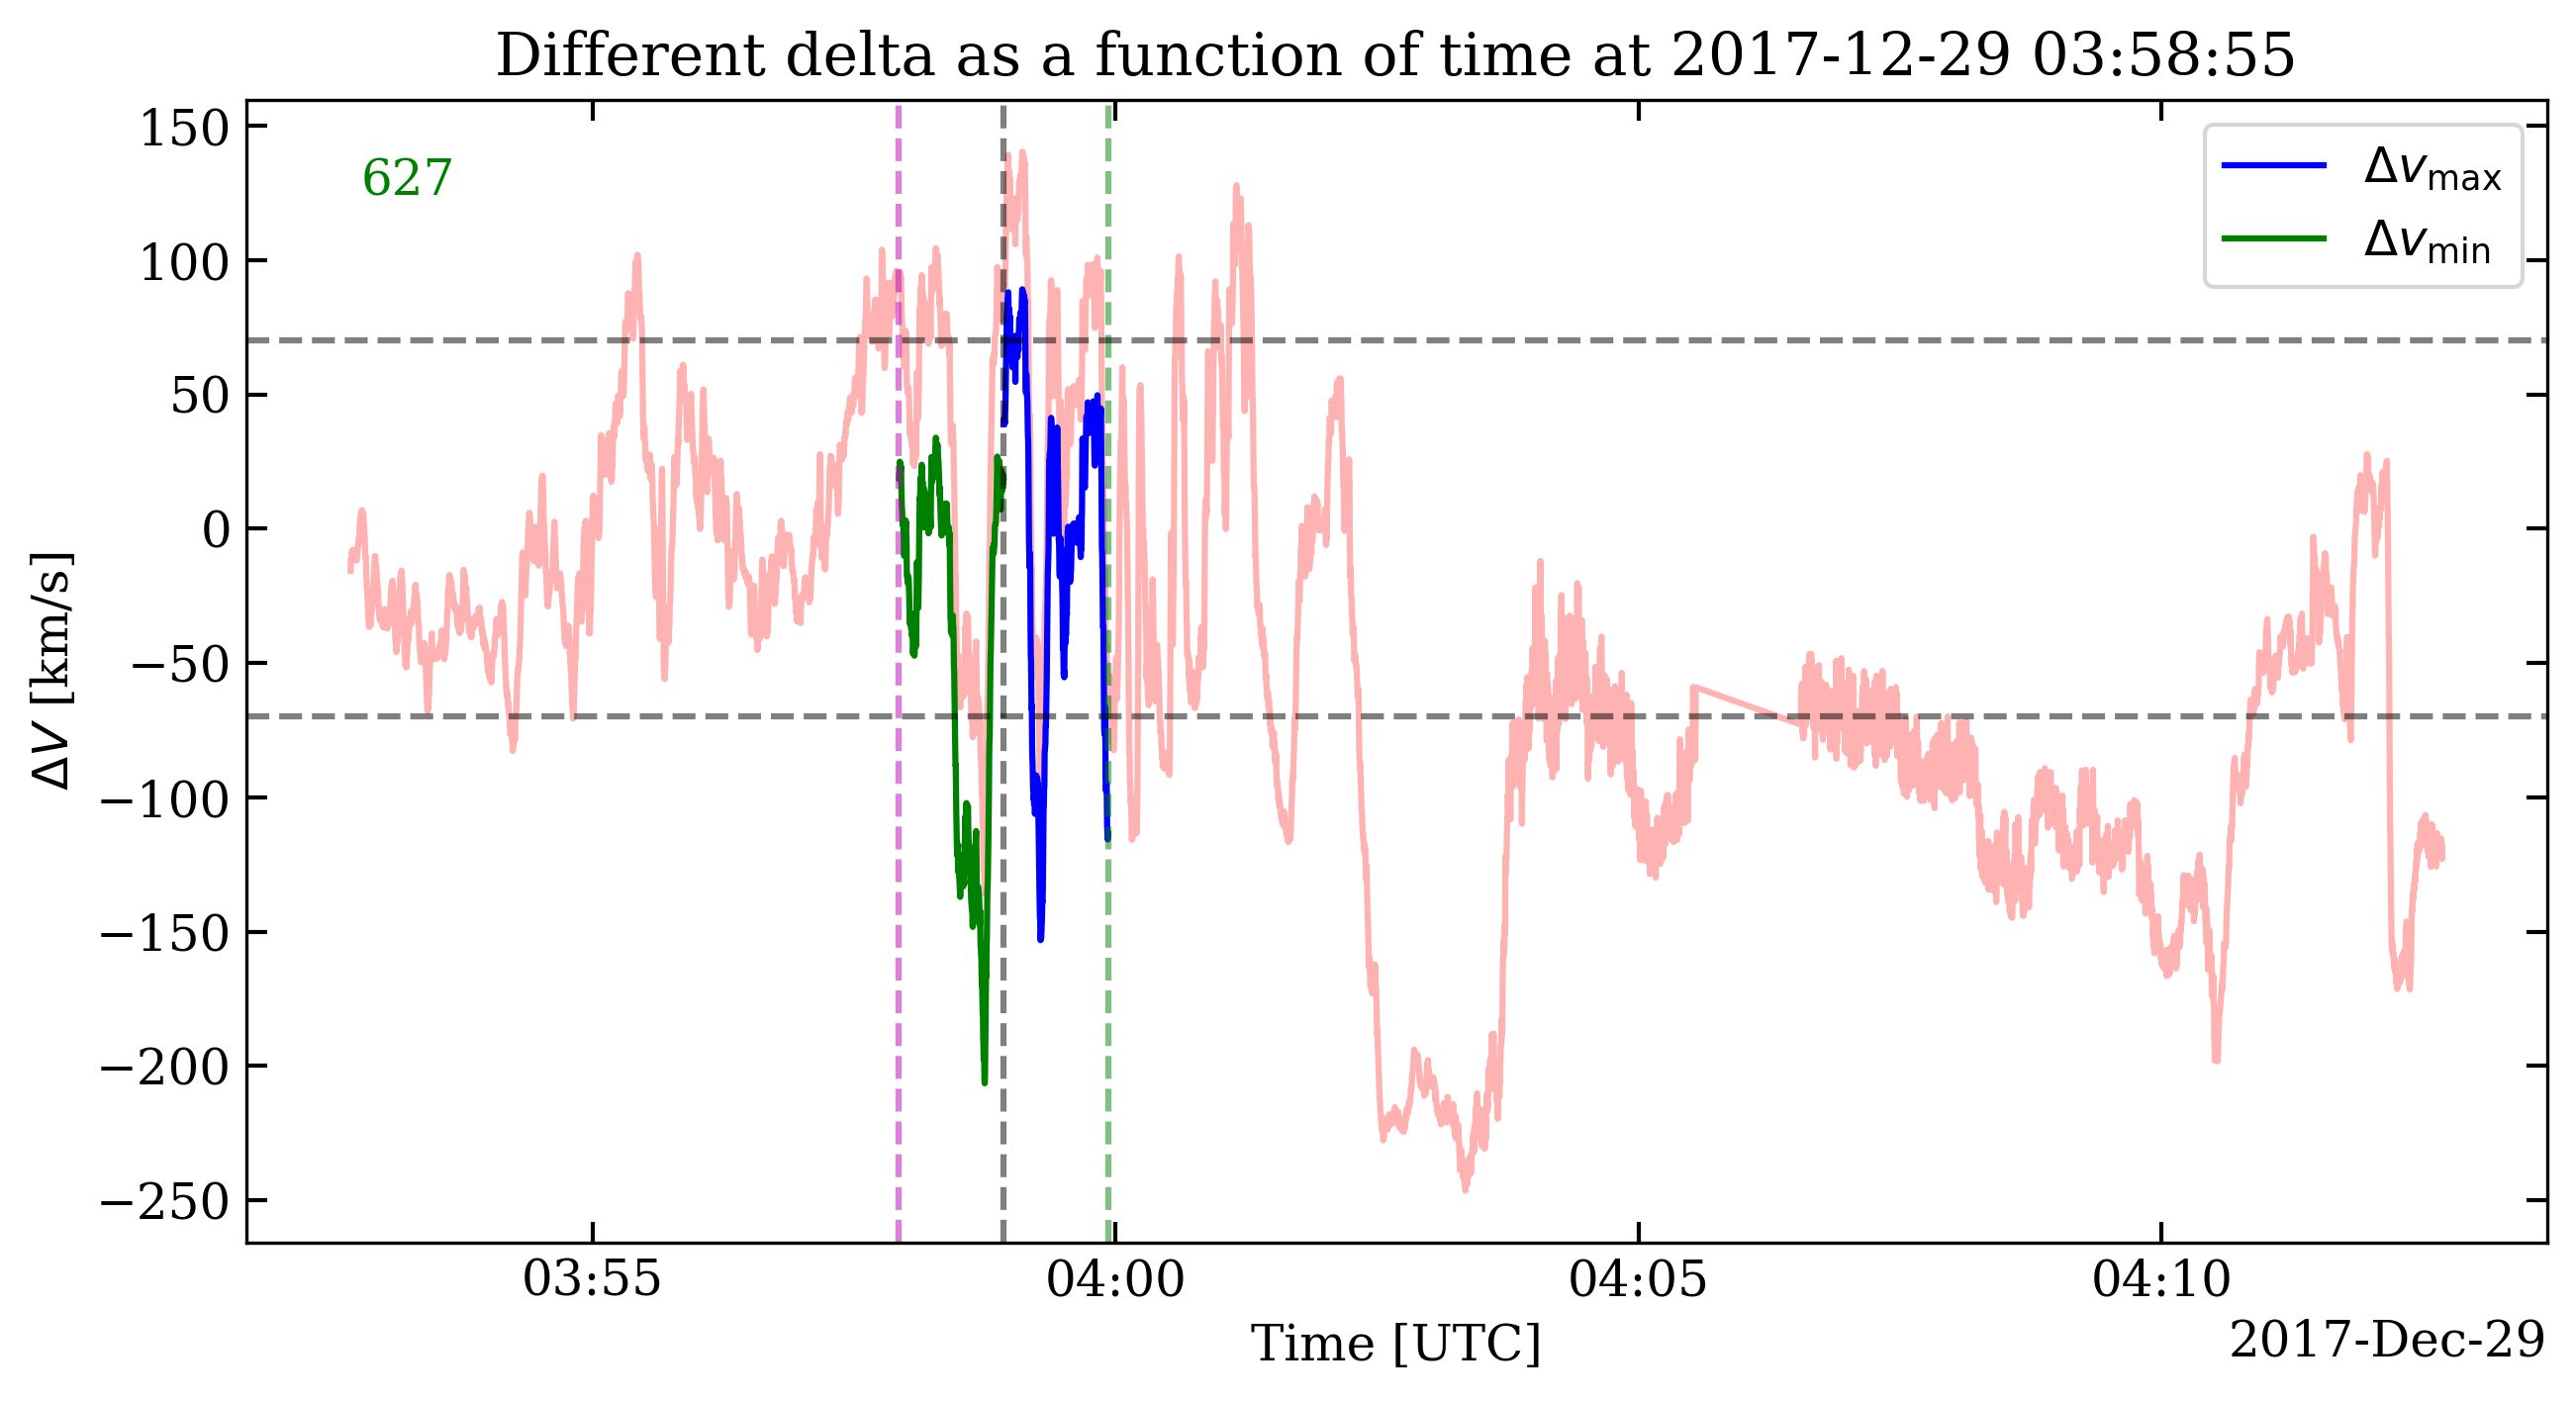 Different delta as a function of time at 2017-12-29 03:58:55
627
Δv_max
Δv_min
150
100
50
0
−50
−100
−150
−200
−250
ΔV [km/s]
03:55 04:00 04:05 04:10
Time [UTC]
2017-Dec-29